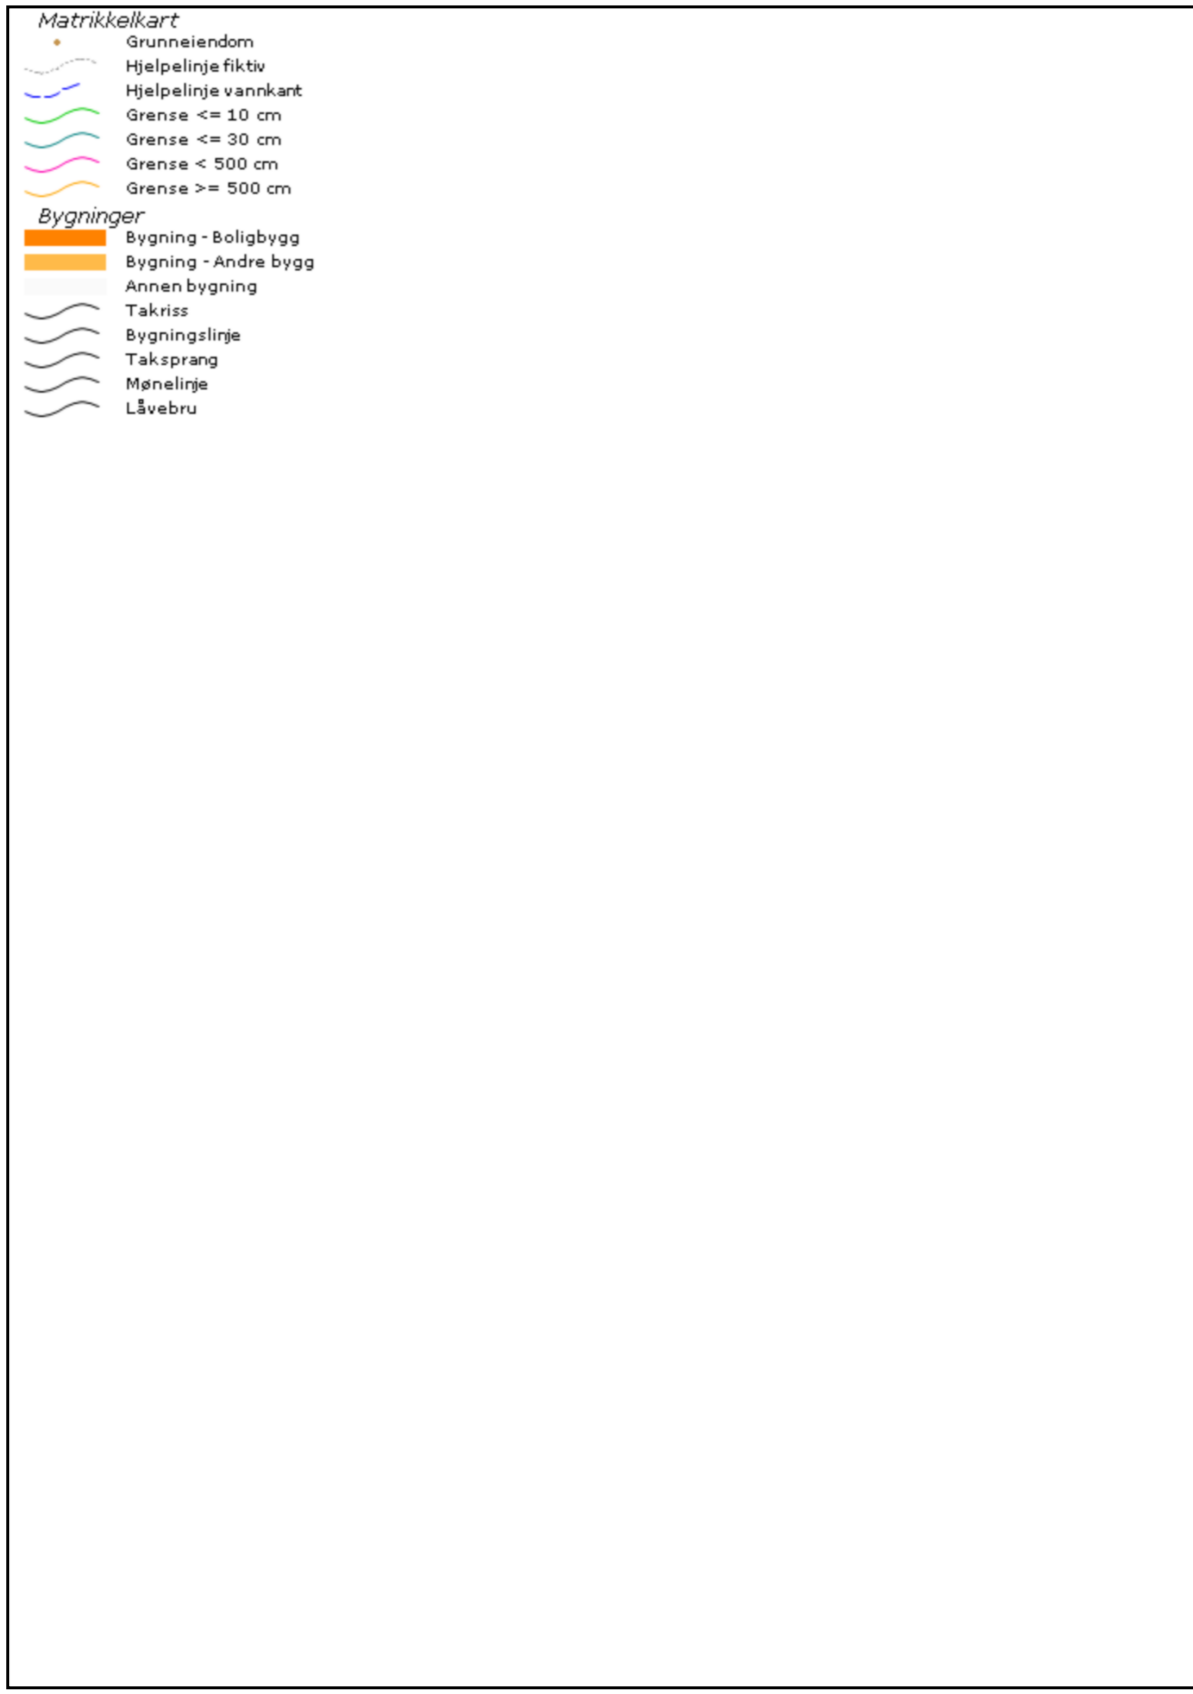 Matrikkelkart
Grunneiendom
Hjelpelinje fiktiv
Hjelpelinje vannkant
Grense <= 10 cm
Grense <= 30 cm
Grense < 500 cm
Grense >= 500 cm
Bygninger
Bygning - Boligbygg
Bygning - Andre bygg
Annen bygning
Takriss
Bygningslinje
Taksprang
Mønelinje
Låvebru